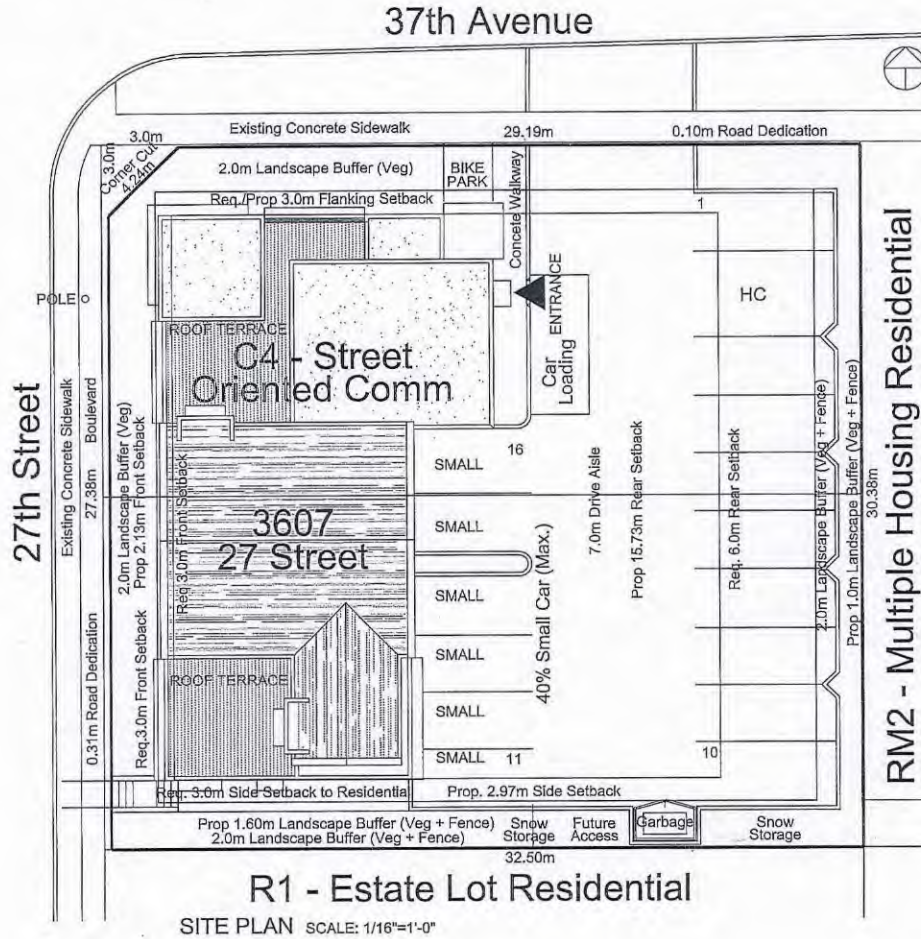 37th Avenue
3.0m
Existing Concrete Sidewalk
29.19m
0.10m Road Dedication
3.0m
Corner Cut
4.24m
2.0m Landscape Buffer (Veg)
BIKE
PARK
Concete Walkway
Req./Prop 3.0m Flanking Setback
1
POLE
ROOF TERRACE
C4 - Street
Oriented Comm
ENTRANCE
Car
Loading
HC
27th Street
Existing Concrete Sidewalk
27.38m
Boulevard
0.31m Road Dedication
2.0m Landscape Buffer (Veg)
Prop 2.13m Front Setback
Req.3.0m Front Setback
Req.3.0m Front Setback
3607
27 Street
16
SMALL
SMALL
SMALL
SMALL
SMALL
SMALL
11
40% Small Car (Max.)
7.0m Drive Aisle
Prop 15.73m Rear Setback
Req. 6.0m Rear Setback
10
2.0m Landscape Buffer (Veg + Fence)
Prop 1.0m Landscape Buffer (Veg + Fence)
30.38m
RM2 - Multiple Housing Residential
ROOF TERRACE
Req. 3.0m Side Setback to Residential
Prop. 2.97m Side Setback
Prop 1.60m Landscape Buffer (Veg + Fence)
2.0m Landscape Buffer (Veg + Fence)
Snow
Storage
Future
Access
Garbage
Snow
Storage
32.50m
R1 - Estate Lot Residential
SITE PLAN SCALE: 1/16"=1'-0"